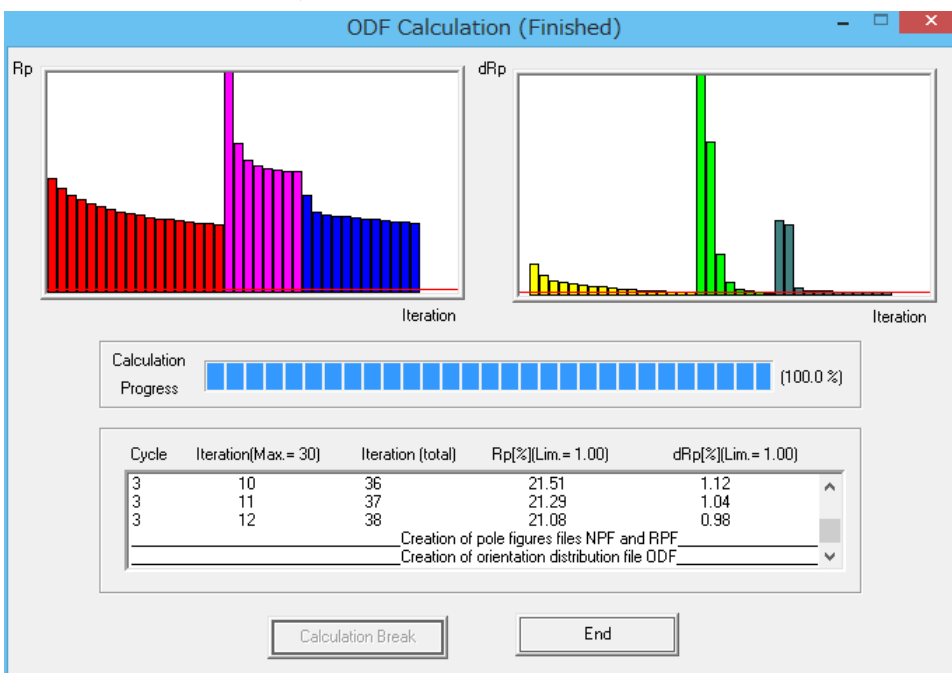 ODF Calculation (Finished)
Rp
dRp
Iteration
Iteration
Calculation
Progress
(100.0 %)
Cycle Iteration(Max.= 30) Iteration (total) Rp[%](Lim.= 1.00) dRp[%](Lim.= 1.00)
3 10 36 21.51 1.12
3 11 37 21.29 1.04
3 12 38 21.08 0.98
Creation of pole figures files NPF and RPF
Creation of orientation distribution file ODF
Calculation Break
End